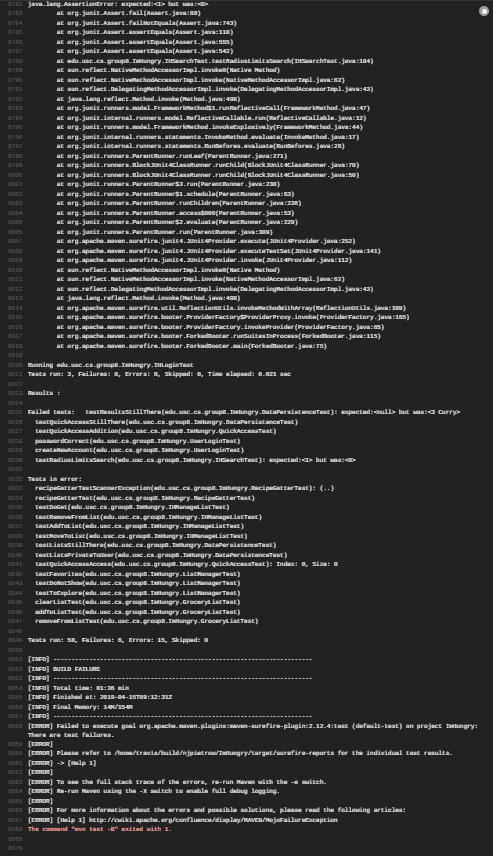 8782 java.lang.AssertionError: expected:<1> but was:<0>
8783 at org.junit.Assert.fail(Assert.java:88)
8784 at org.junit.Assert.failNotEquals(Assert.java:743)
8785 at org.junit.Assert.assertEquals(Assert.java:118)
8786 at org.junit.Assert.assertEquals(Assert.java:555)
8787 at org.junit.Assert.assertEquals(Assert.java:542)
8788 at edu.usc.cs.group8.ImHungry.IHSearchTest.testRadiusLimitsSearch(IHSearchTest.java:184)
8789 at sun.reflect.NativeMethodAccessorImpl.invoke0(Native Method)
8790 at sun.reflect.NativeMethodAccessorImpl.invoke(NativeMethodAccessorImpl.java:62)
8791 at sun.reflect.DelegatingMethodAccessorImpl.invoke(DelegatingMethodAccessorImpl.java:43)
8792 at java.lang.reflect.Method.invoke(Method.java:498)
8793 at org.junit.runners.model.FrameworkMethod$1.runReflectiveCall(FrameworkMethod.java:47)
8794 at org.junit.internal.runners.model.ReflectiveCallable.run(ReflectiveCallable.java:12)
8795 at org.junit.runners.model.FrameworkMethod.invokeExplosively(FrameworkMethod.java:44)
8796 at org.junit.internal.runners.statements.InvokeMethod.evaluate(InvokeMethod.java:17)
8797 at org.junit.internal.runners.statements.RunBefores.evaluate(RunBefores.java:26)
8798 at org.junit.runners.ParentRunner.runLeaf(ParentRunner.java:271)
8799 at org.junit.runners.BlockJUnit4ClassRunner.runChild(BlockJUnit4ClassRunner.java:70)
8800 at org.junit.runners.BlockJUnit4ClassRunner.runChild(BlockJUnit4ClassRunner.java:50)
8801 at org.junit.runners.ParentRunner$3.run(ParentRunner.java:238)
8802 at org.junit.runners.ParentRunner$1.schedule(ParentRunner.java:63)
8803 at org.junit.runners.ParentRunner.runChildren(ParentRunner.java:236)
8804 at org.junit.runners.ParentRunner.access$000(ParentRunner.java:53)
8805 at org.junit.runners.ParentRunner$2.evaluate(ParentRunner.java:229)
8806 at org.junit.runners.ParentRunner.run(ParentRunner.java:309)
8807 at org.apache.maven.surefire.junit4.JUnit4Provider.execute(JUnit4Provider.java:252)
8808 at org.apache.maven.surefire.junit4.JUnit4Provider.executeTestSet(JUnit4Provider.java:141)
8809 at org.apache.maven.surefire.junit4.JUnit4Provider.invoke(JUnit4Provider.java:112)
8810 at sun.reflect.NativeMethodAccessorImpl.invoke0(Native Method)
8811 at sun.reflect.NativeMethodAccessorImpl.invoke(NativeMethodAccessorImpl.java:62)
8812 at sun.reflect.DelegatingMethodAccessorImpl.invoke(DelegatingMethodAccessorImpl.java:43)
8813 at java.lang.reflect.Method.invoke(Method.java:498)
8814 at org.apache.maven.surefire.util.ReflectionUtils.invokeMethodWithArray(ReflectionUtils.java:189)
8815 at org.apache.maven.surefire.booter.ProviderFactory$ProviderProxy.invoke(ProviderFactory.java:165)
8816 at org.apache.maven.surefire.booter.ProviderFactory.invokeProvider(ProviderFactory.java:85)
8817 at org.apache.maven.surefire.booter.ForkedBooter.runSuitesInProcess(ForkedBooter.java:115)
8818 at org.apache.maven.surefire.booter.ForkedBooter.main(ForkedBooter.java:75)
8819
8820 Running edu.usc.cs.group8.ImHungry.IHLoginTest
8821 Tests run: 3, Failures: 0, Errors: 0, Skipped: 0, Time elapsed: 0.021 sec
8822
8823 Results :
8824
8825 Failed tests: testResultsStillThere(edu.usc.cs.group8.ImHungry.DataPersistenceTest): expected:<null> but was:<3 Curry>
8826 testQuickAccessStillThere(edu.usc.cs.group8.ImHungry.DataPersistenceTest)
8827 testQuickAccessAddition(edu.usc.cs.group8.ImHungry.QuickAccessTest)
8828 passwordCorrect(edu.usc.cs.group8.ImHungry.UserLoginTest)
8829 createNewAccount(edu.usc.cs.group8.ImHungry.UserLoginTest)
8830 testRadiusLimitsSearch(edu.usc.cs.group8.ImHungry.IHSearchTest): expected:<1> but was:<0>
8831
8832 Tests in error:
8833 recipeGetterTestScannerException(edu.usc.cs.group8.ImHungry.RecipeGetterTest): (..)
8834 recipeGetterTest(edu.usc.cs.group8.ImHungry.RecipeGetterTest)
8835 testDoGet(edu.usc.cs.group8.ImHungry.IHManageListTest)
8836 testRemoveFromList(edu.usc.cs.group8.ImHungry.IHManageListTest)
8837 testAddToList(edu.usc.cs.group8.ImHungry.IHManageListTest)
8838 testMoveToList(edu.usc.cs.group8.ImHungry.IHManageListTest)
8839 testListsStillThere(edu.usc.cs.group8.ImHungry.DataPersistenceTest)
8840 testListsPrivateToUser(edu.usc.cs.group8.ImHungry.DataPersistenceTest)
8841 testQuickAccessAccess(edu.usc.cs.group8.ImHungry.QuickAccessTest): Index: 0, Size: 0
8842 testFavorites(edu.usc.cs.group8.ImHungry.ListManagerTest)
8843 testDoNotShow(edu.usc.cs.group8.ImHungry.ListManagerTest)
8844 testToExplore(edu.usc.cs.group8.ImHungry.ListManagerTest)
8845 clearListTest(edu.usc.cs.group8.ImHungry.GroceryListTest)
8846 addToListTest(edu.usc.cs.group8.ImHungry.GroceryListTest)
8847 removeFromListTest(edu.usc.cs.group8.ImHungry.GroceryListTest)
8848
8849 Tests run: 58, Failures: 6, Errors: 15, Skipped: 0
8850
8851 [INFO] ------------------------------------------------------------------------
8852 [INFO] BUILD FAILURE
8853 [INFO] ------------------------------------------------------------------------
8854 [INFO] Total time: 01:36 min
8855 [INFO] Finished at: 2019-04-15T09:12:31Z
8856 [INFO] Final Memory: 14M/154M
8857 [INFO] ------------------------------------------------------------------------
8858 [ERROR] Failed to execute goal org.apache.maven.plugins:maven-surefire-plugin:2.12.4:test (default-test) on project ImHungry:
There are test failures.
8859 [ERROR]
8860 [ERROR] Please refer to /home/travis/build/njpietrow/ImHungry/target/surefire-reports for the individual test results.
8861 [ERROR] -> [Help 1]
8862 [ERROR]
8863 [ERROR] To see the full stack trace of the errors, re-run Maven with the -e switch.
8864 [ERROR] Re-run Maven using the -X switch to enable full debug logging.
8865 [ERROR]
8866 [ERROR] For more information about the errors and possible solutions, please read the following articles:
8867 [ERROR] [Help 1] http://cwiki.apache.org/confluence/display/MAVEN/MojoFailureException
8868 The command "mvn test -B" exited with 1.
8869
8870